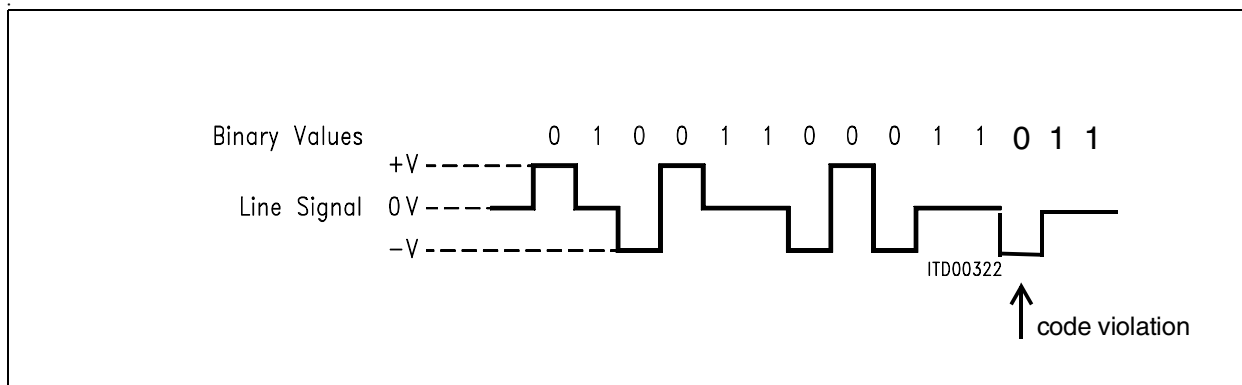 Binary Values 0 1 0 0 1 1 0 0 0 1 1 0 1 1
+V
Line Signal 0V
-V
ITD00322
code violation